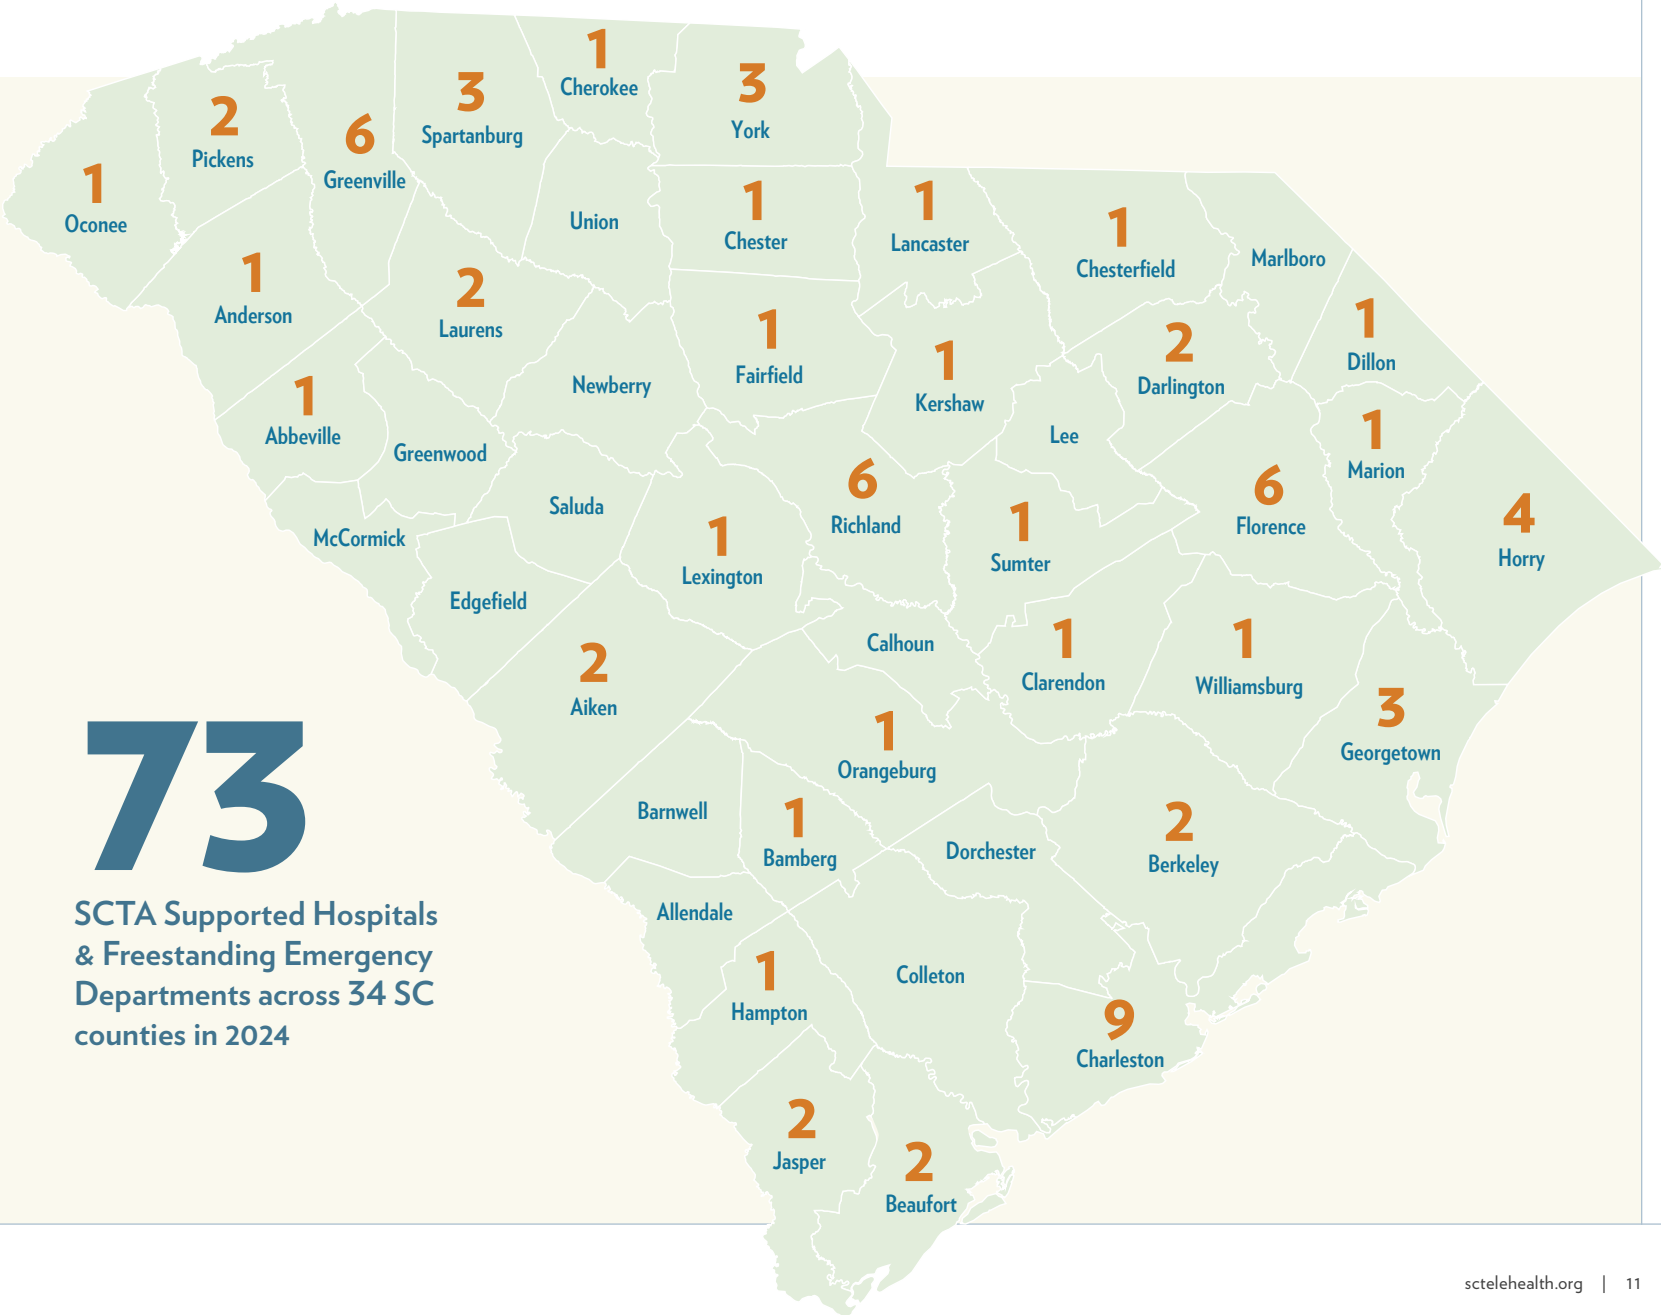 1
Cherokee
3
Spartanburg
3
York
2
Pickens
6
Greenville
1
Oconee
Union
1
Chester
1
Lancaster
1
Chesterfield
Marlboro
1
Anderson
2
Laurens
1
Fairfield
1
Kershaw
2
Darlington
1
Dillon
Newberry
1
Abbeville
Greenwood
Lee
1
Marion
Saluda
6
Richland
6
Florence
4
Horry
McCormick
1
Lexington
1
Sumter
Edgefield
Calhoun
1
Clarendon
1
Williamsburg
2
Aiken
3
Georgetown
1
Orangeburg
Barnwell
1
Bamberg
Dorchester
2
Berkeley
Allendale
1
Hampton
Colleton
9
Charleston
2
Jasper
2
Beaufort
73
SCTA Supported Hospitals
& Freestanding Emergency
Departments across 34 SC
counties in 2024
sctelehealth.org | 11